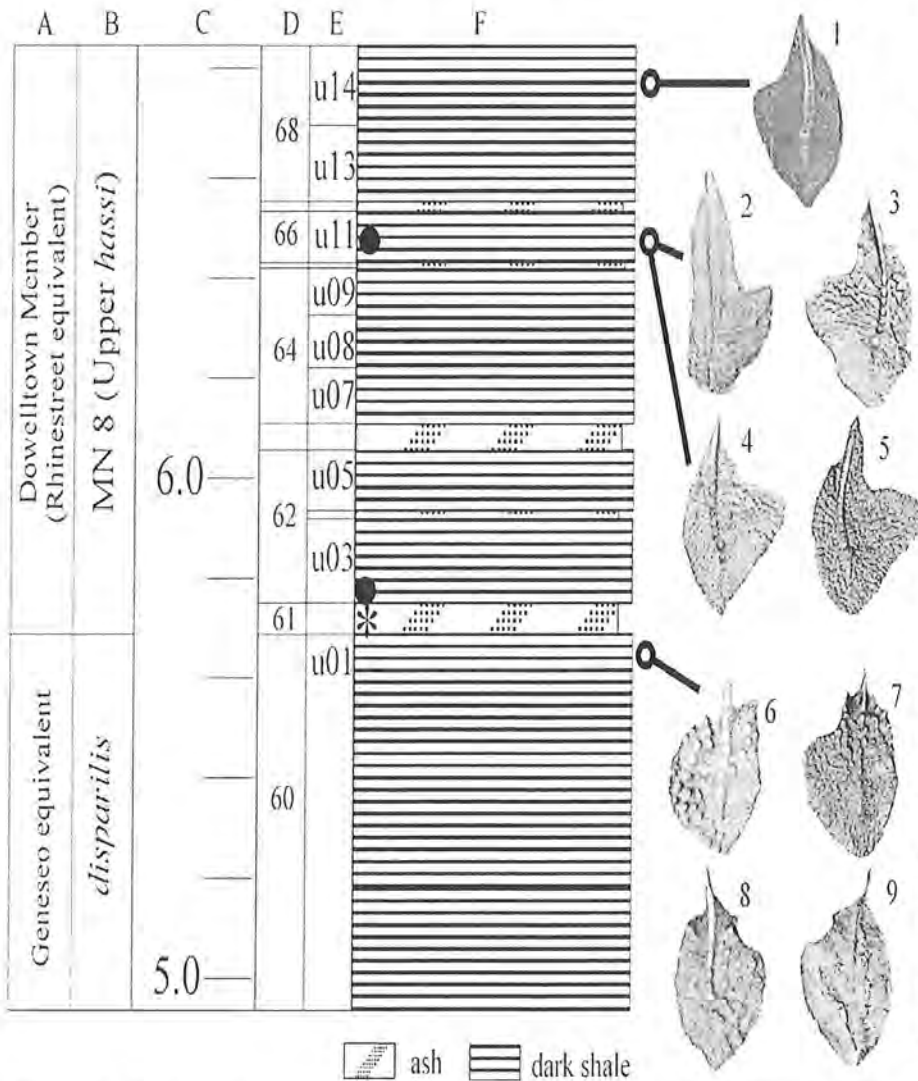 A B C D E F
Dowelltown Member
(Rhinestreet equivalent)
MN 8 (Upper hassi)
Geneseo equivalent
disparilis
6.0
5.0
68
66
64
62
61
60
u14
u13
u11
u09
u08
u07
u05
u03
u01
*
1
2
3
4
5
6
7
8
9
ash
dark shale